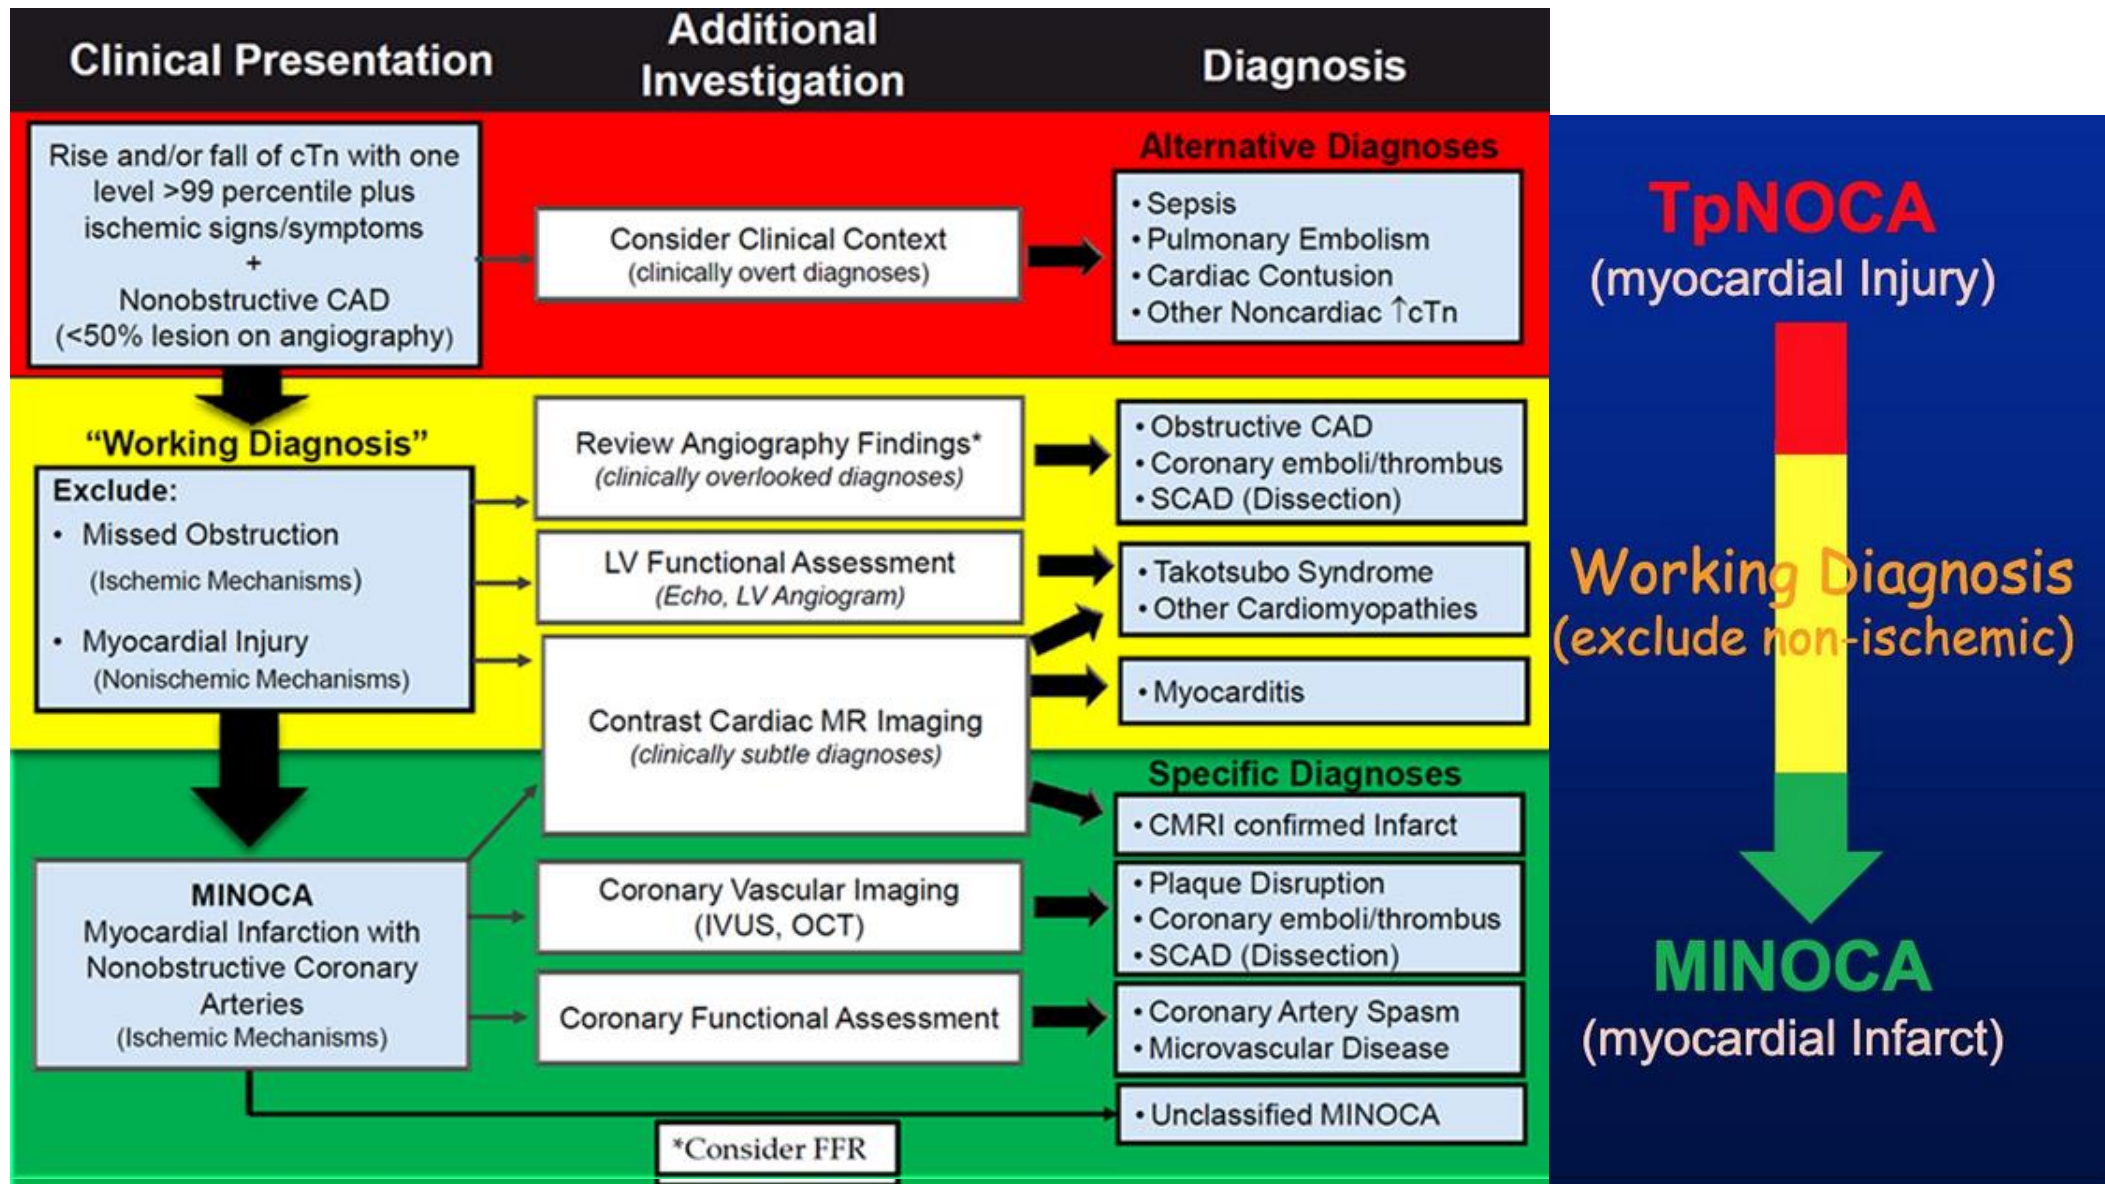 Clinical Presentation
Additional
Investigation
Diagnosis
Rise and/or fall of cTn with one
level >99 percentile plus
ischemic signs/symptoms
+
Nonobstructive CAD
(<50% lesion on angiography)
Consider Clinical Context
(clinically overt diagnoses)
Alternative Diagnoses
• Sepsis
• Pulmonary Embolism
• Cardiac Contusion
• Other Noncardiac ↑cTn
“Working Diagnosis”
Exclude:
• Missed Obstruction
(Ischemic Mechanisms)
• Myocardial Injury
(Nonischemic Mechanisms)
Review Angiography Findings*
(clinically overlooked diagnoses)
• Obstructive CAD
• Coronary emboli/thrombus
• SCAD (Dissection)
LV Functional Assessment
(Echo, LV Angiogram)
• Takotsubo Syndrome
• Other Cardiomyopathies
Contrast Cardiac MR Imaging
(clinically subtle diagnoses)
• Myocarditis
Specific Diagnoses
• CMRI confirmed Infarct
MINOCA
Myocardial Infarction with
Nonobstructive Coronary
Arteries
(Ischemic Mechanisms)
Coronary Vascular Imaging
(IVUS, OCT)
• Plaque Disruption
• Coronary emboli/thrombus
• SCAD (Dissection)
Coronary Functional Assessment
• Coronary Artery Spasm
• Microvascular Disease
• Unclassified MINOCA
*Consider FFR
TpNOCA
(myocardial Injury)
Working Diagnosis
(exclude non-ischemic)
MINOCA
(myocardial Infarct)